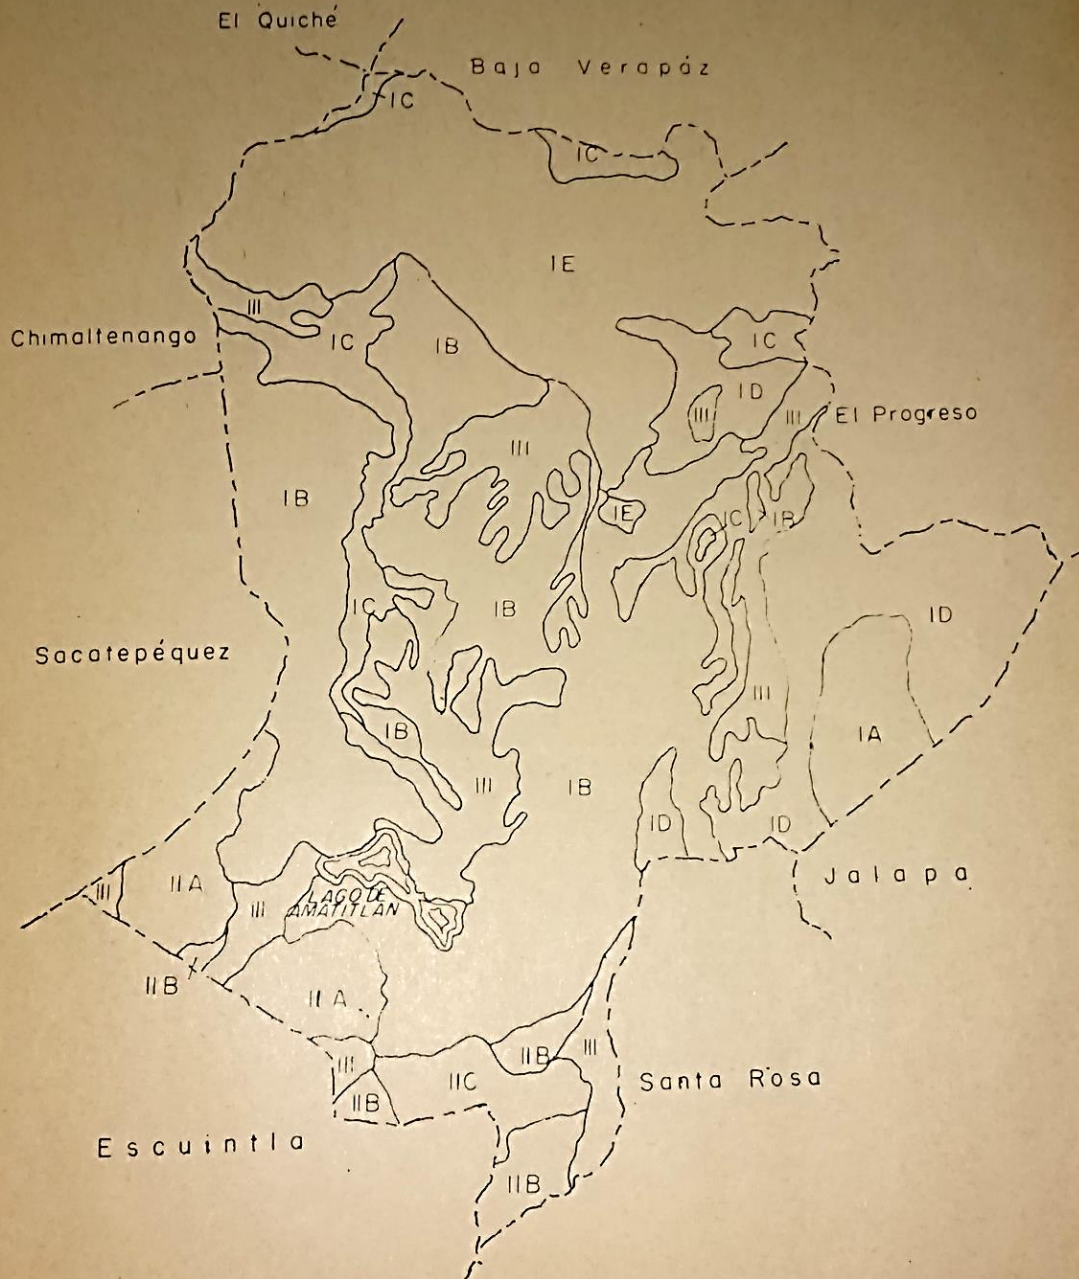 El Quiché
Baja Verapáz
IC
IC
IE
III
Chimaltenango
IC
IB
IC
ID
III
III
El Progreso
III
IB
IE
IC
IB
IC
IB
ID
Sacatepéquez
III
IB
IA
III
IB
ID
ID
Jalapa
III
IIA
III
LAGO DE
AMATITLAN
IIB
IIA
III
IIB
III
IIC
IIB
Santa Rosa
Escuintla
IIB